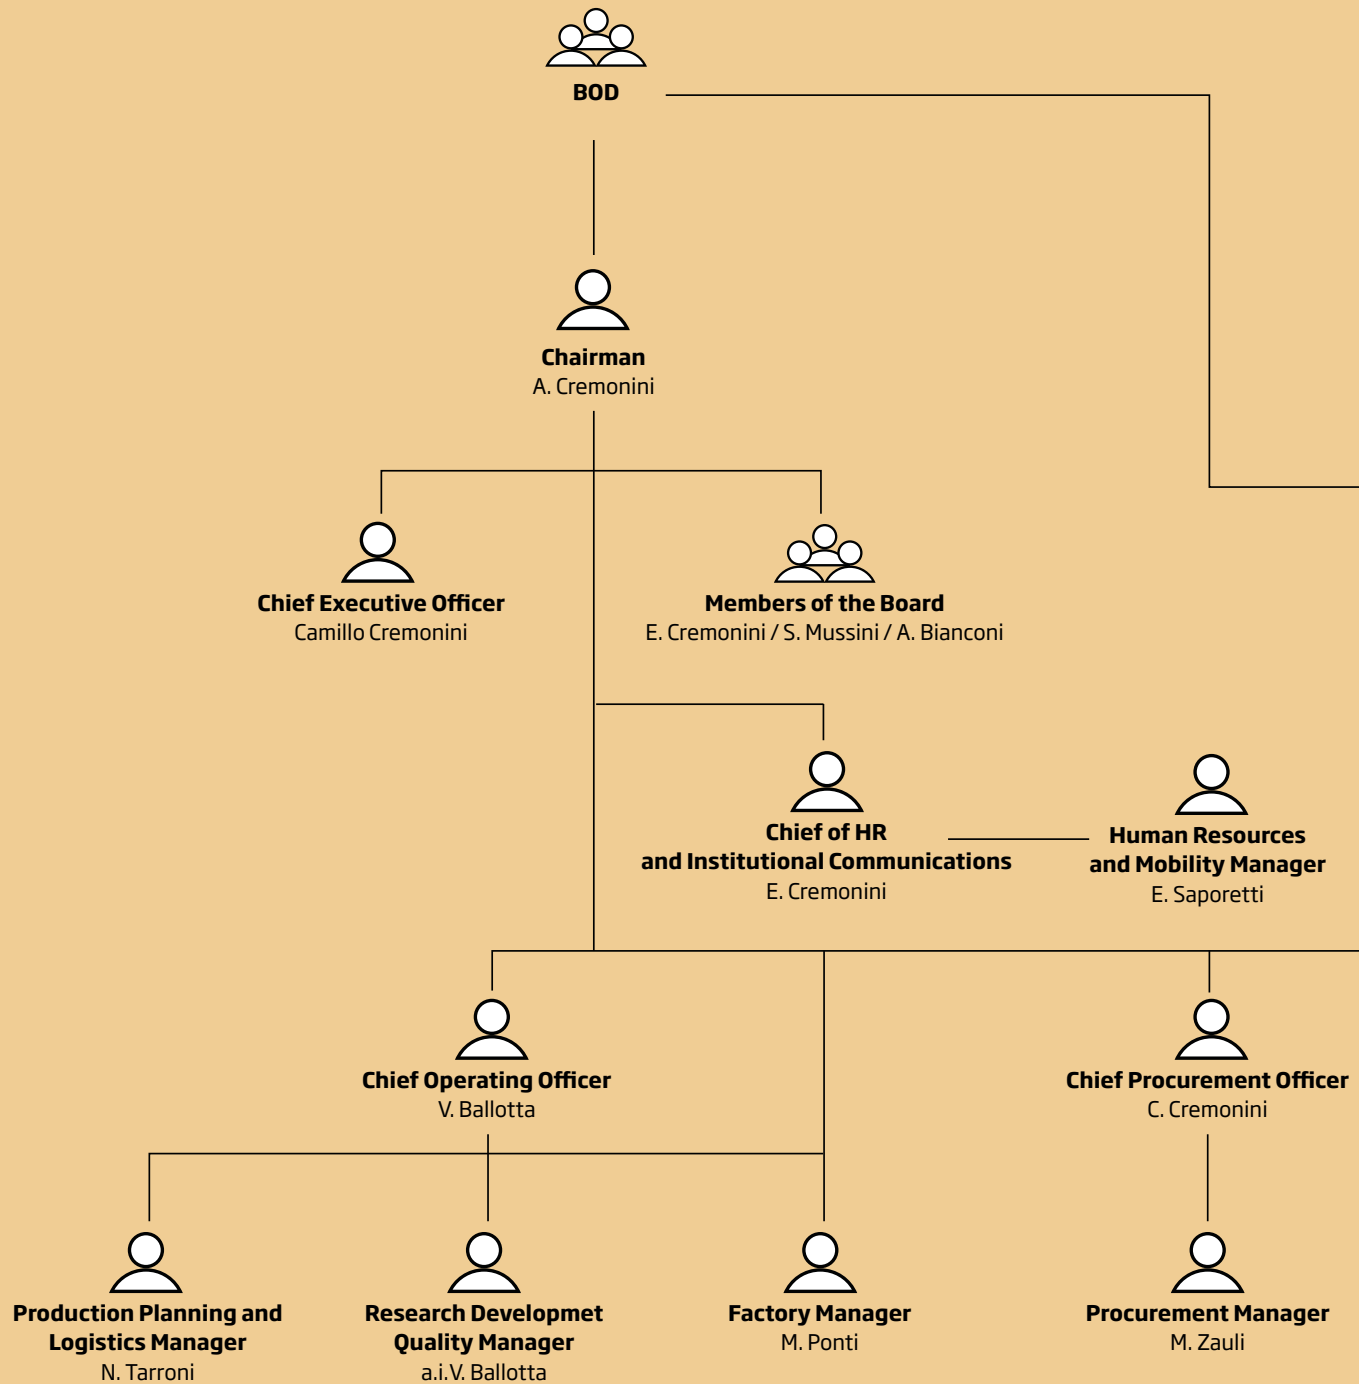 BOD
Chairman
A. Cremonini
Chief Executive Officer
Camillo Cremonini
Members of the Board
E. Cremonini / S. Mussini / A. Bianconi
Chief of HR
and Institutional Communications
E. Cremonini
Human Resources
and Mobility Manager
E. Saporetti
Chief Operating Officer
V. Ballotta
Chief Procurement Officer
C. Cremonini
Production Planning and
Logistics Manager
N. Tarroni
Research Developmet
Quality Manager
a.i.V. Ballotta
Factory Manager
M. Ponti
Procurement Manager
M. Zauli